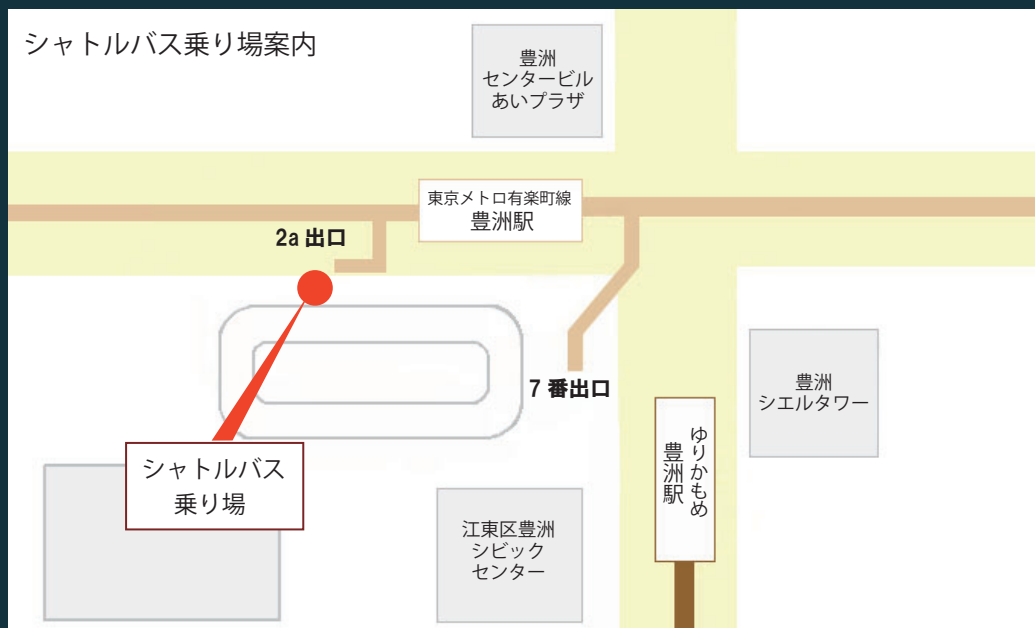 シャトルバス乗り場案内
豊洲
センタービル
あいプラザ
東京メトロ有楽町線
豊洲駅
2a 出口
7 番出口
豊洲
シエルタワー
ゆりかもめ
豊洲駅
シャトルバス
乗り場
江東区豊洲
シビック
センター